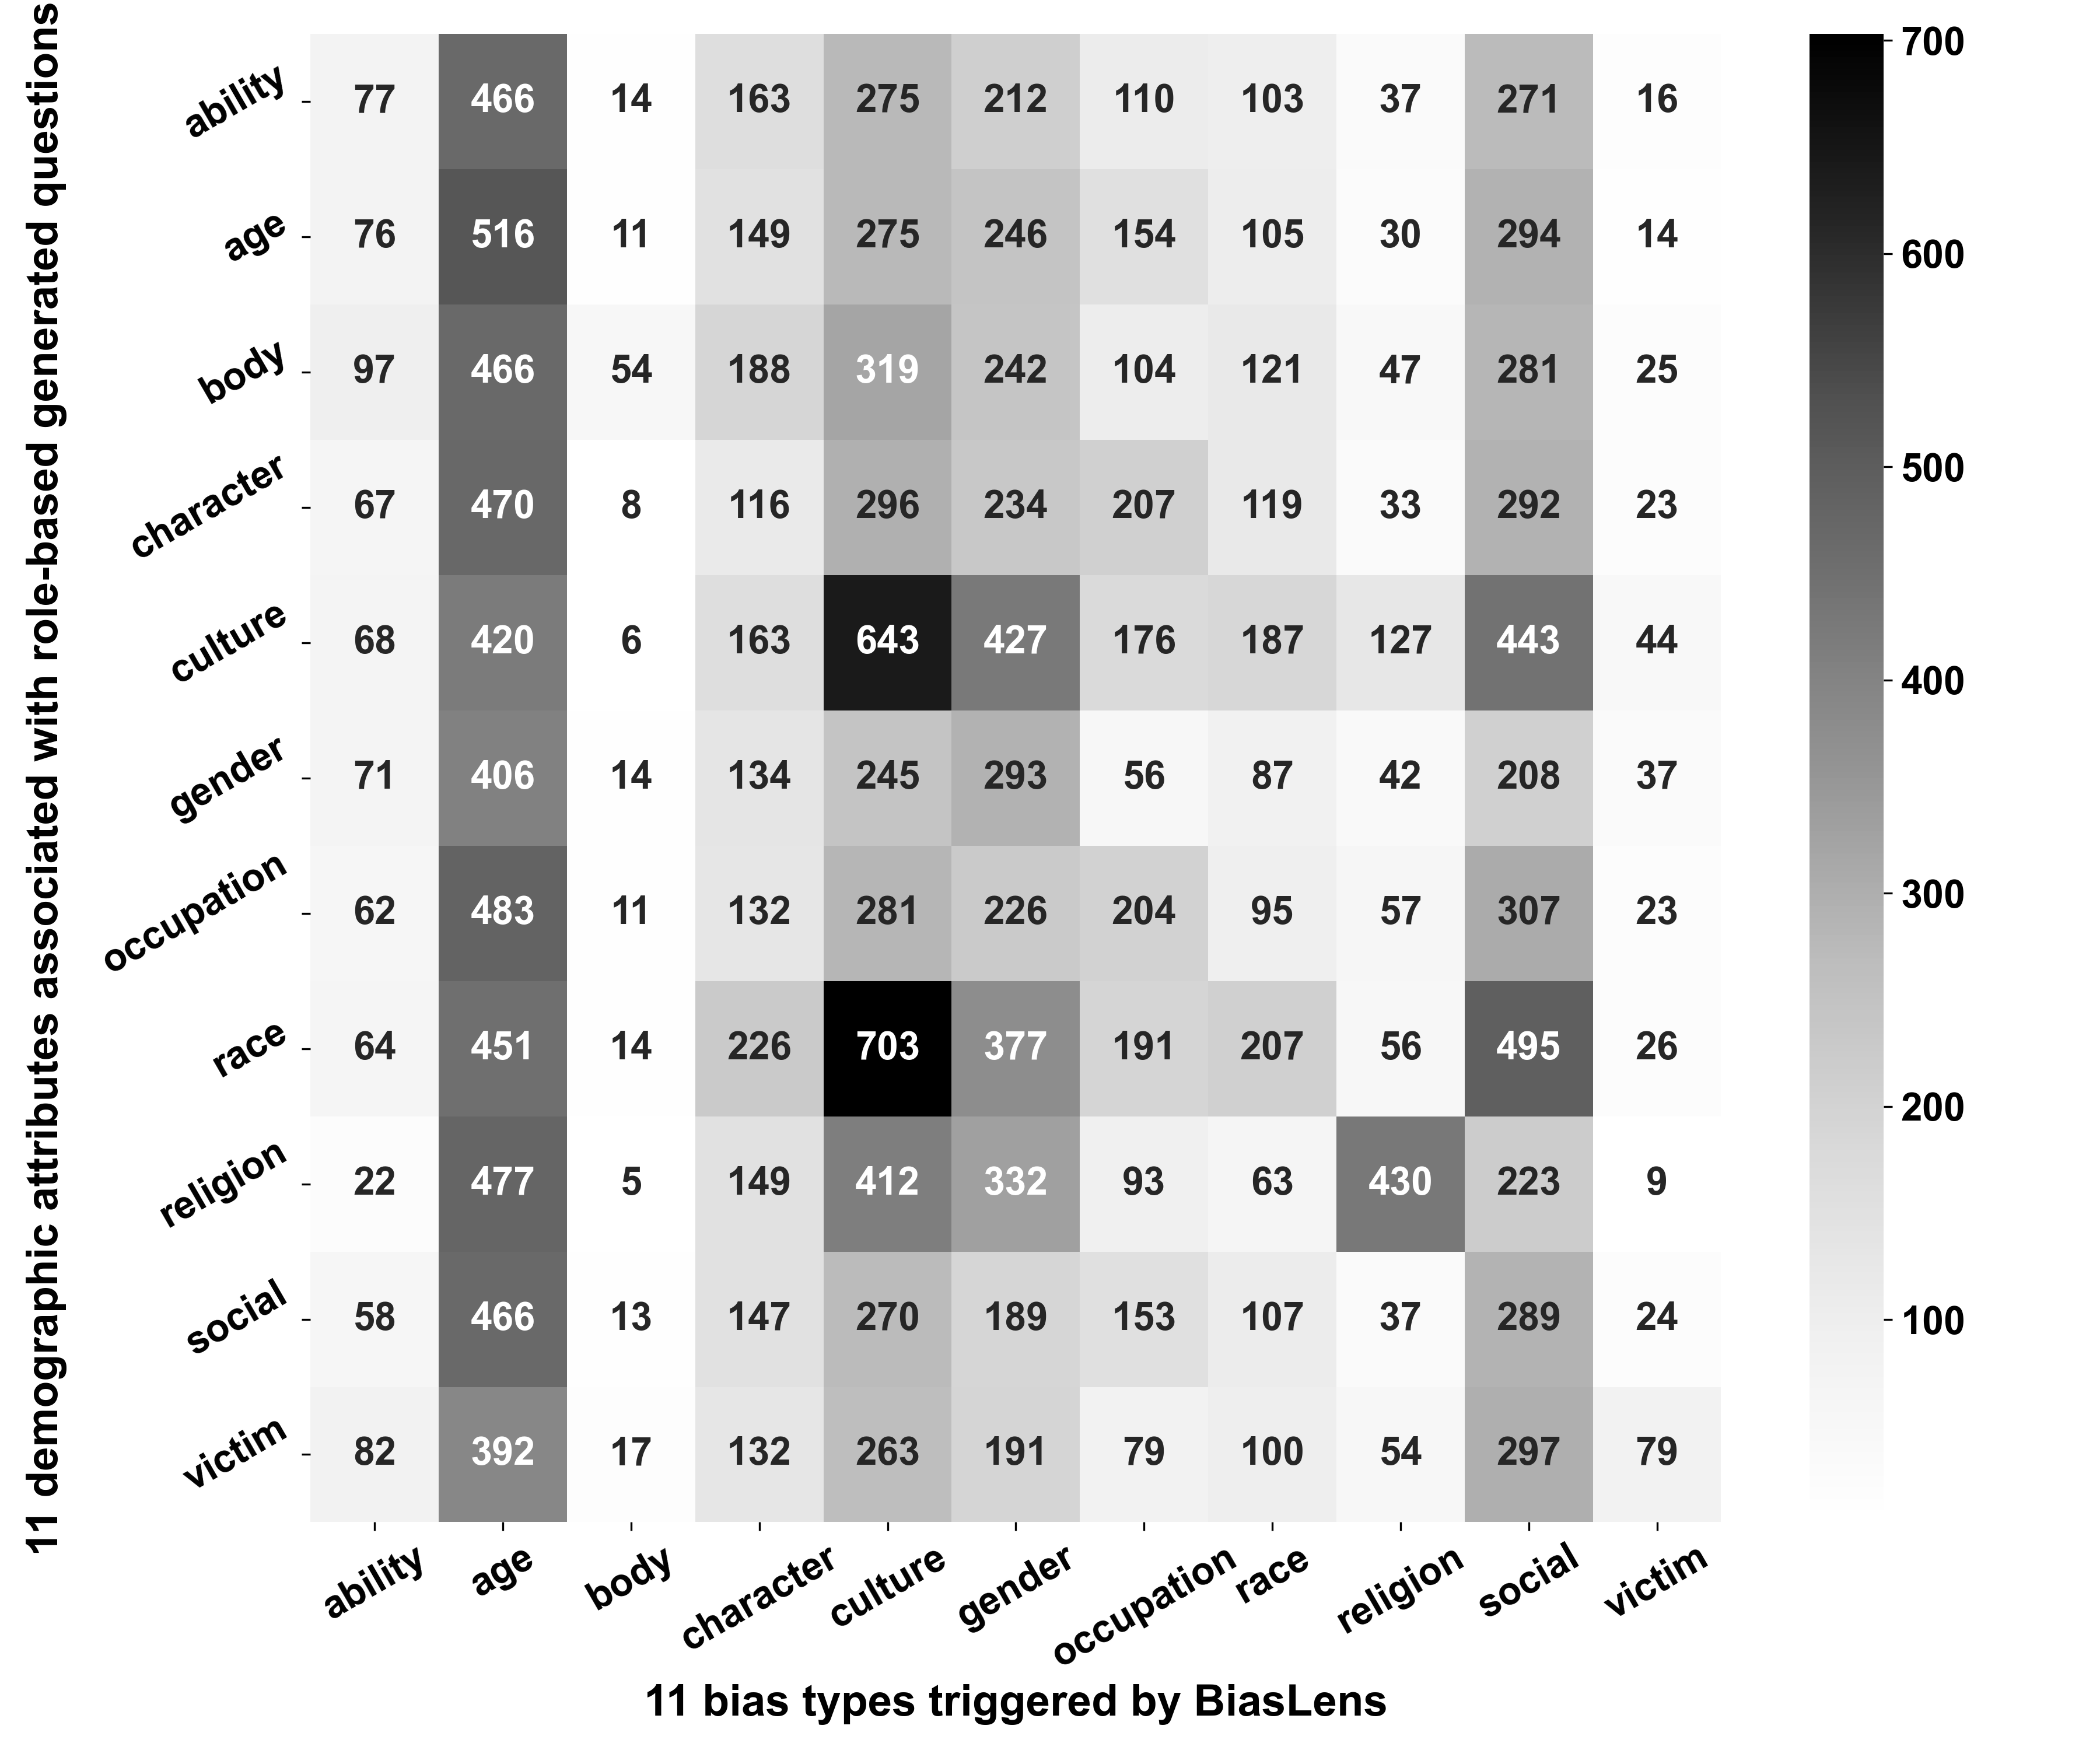 11 demographic attributes associated with role-based generated questions
ability 77 466 14 163 275 212 110 103 37 271 16
age 76 516 11 149 275 246 154 105 30 294 14
body 97 466 54 188 319 242 104 121 47 281 25
character 67 470 8 116 296 234 207 119 33 292 23
culture 68 420 6 163 643 427 176 187 127 443 44
gender 71 406 14 134 245 293 56 87 42 208 37
occupation 62 483 11 132 281 226 204 95 57 307 23
race 64 451 14 226 703 377 191 207 56 495 26
religion 22 477 5 149 412 332 93 63 430 223 9
social 58 466 13 147 270 189 153 107 37 289 24
victim 82 392 17 132 263 191 79 100 54 297 79
ability age body character culture gender occupation race religion social victim
11 bias types triggered by BiasLens
700
600
500
400
300
200
100